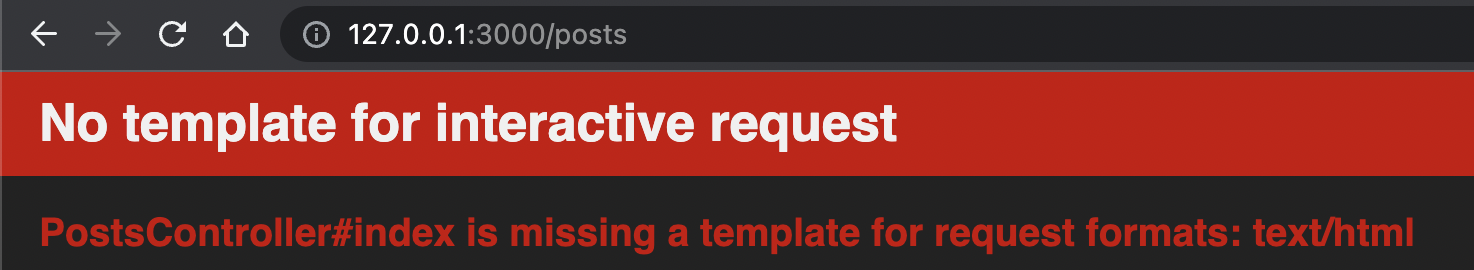 127.0.0.1:3000/posts
No template for interactive request
PostsController#index is missing a template for request formats: text/html